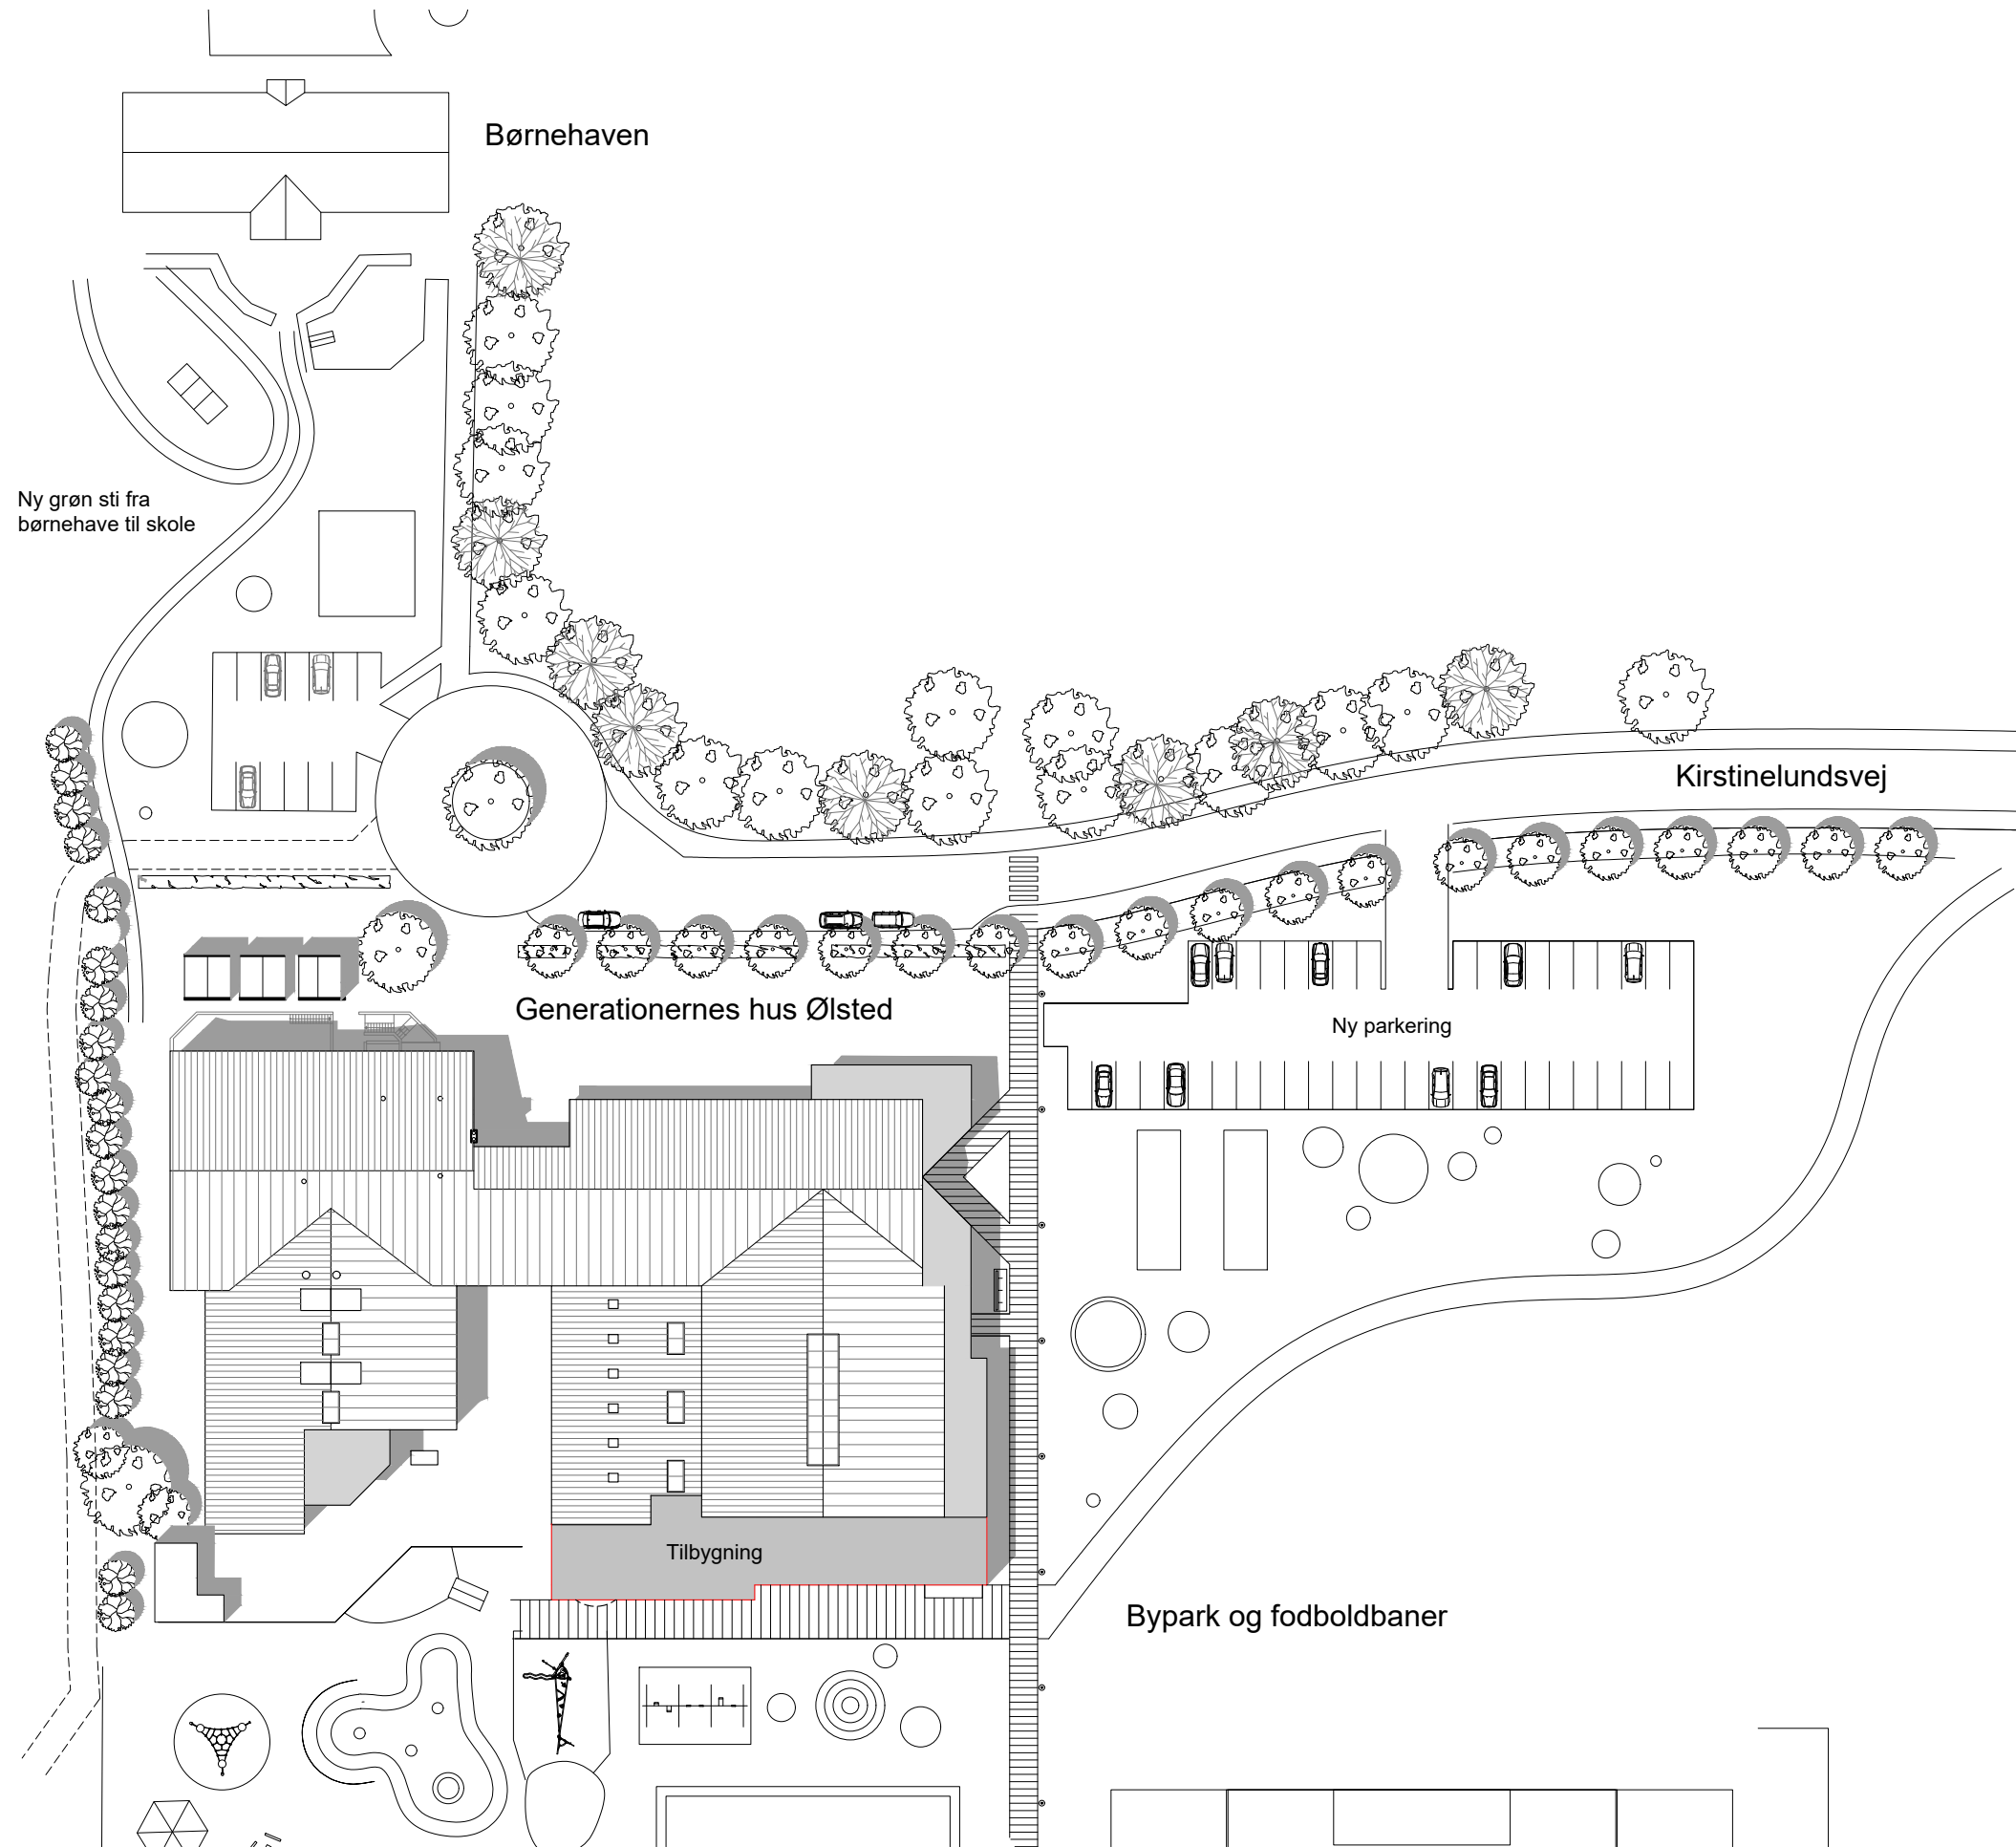 Børnehaven
Ny grøn sti fra
børnehave til skole
Kirstinelundsvej
Generationernes hus Ølsted
Ny parkering
Tilbygning
Bypark og fodboldbaner